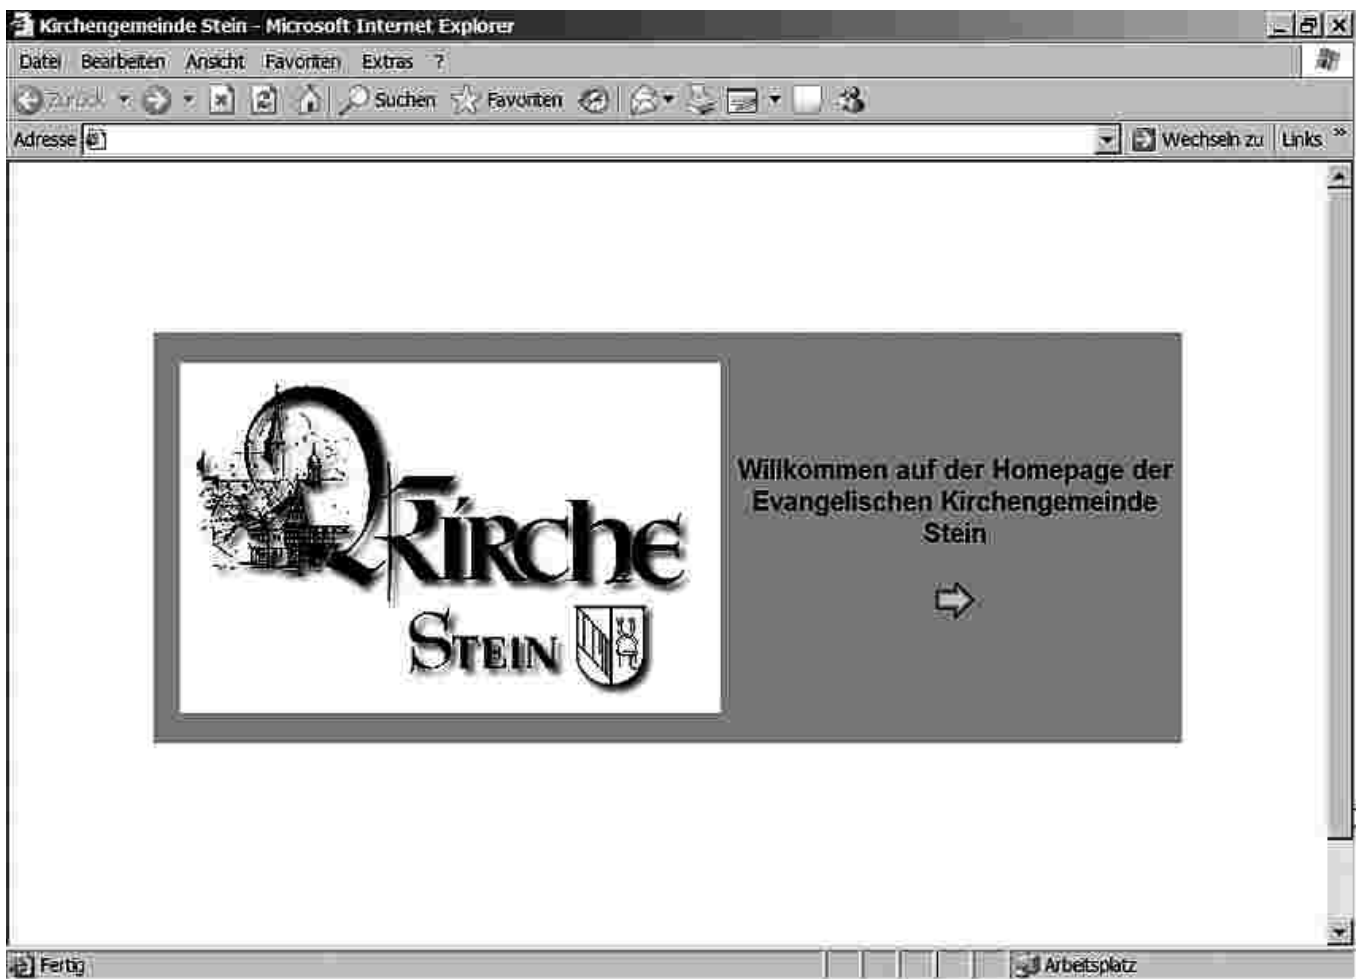 Kirchengemeinde Stein - Microsoft Internet Explorer
Datei Bearbeiten Ansicht Favoriten Extras ?
Zurück Suchen Favoriten
Adresse Wechseln zu Links »
Kirche
STEIN
Willkommen auf der Homepage der
Evangelischen Kirchengemeinde
Stein
Fertig Arbeitsplatz